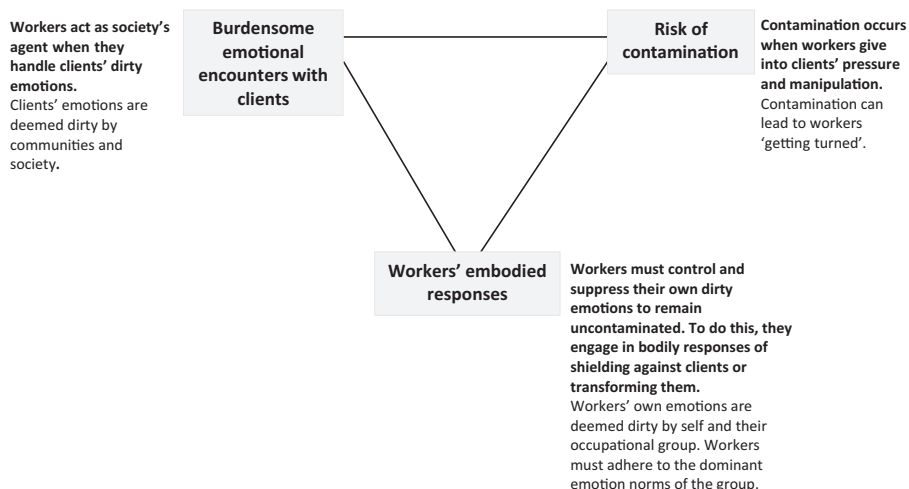 Workers act as society's
agent when they
handle clients' dirty
emotions.
Clients' emotions are
deemed dirty by
communities and
society.
Burdensome
emotional
encounters with
clients
Risk of
contamination
Contamination occurs
when workers give
into clients' pressure
and manipulation.
Contamination can
lead to workers
'getting turned'.
Workers' embodied
responses
Workers must control and
suppress their own dirty
emotions to remain
uncontaminated. To do this, they
engage in bodily responses of
shielding against clients or
transforming them.
Workers' own emotions are
deemed dirty by self and their
occupational group. Workers
must adhere to the dominant
emotion norms of the group.